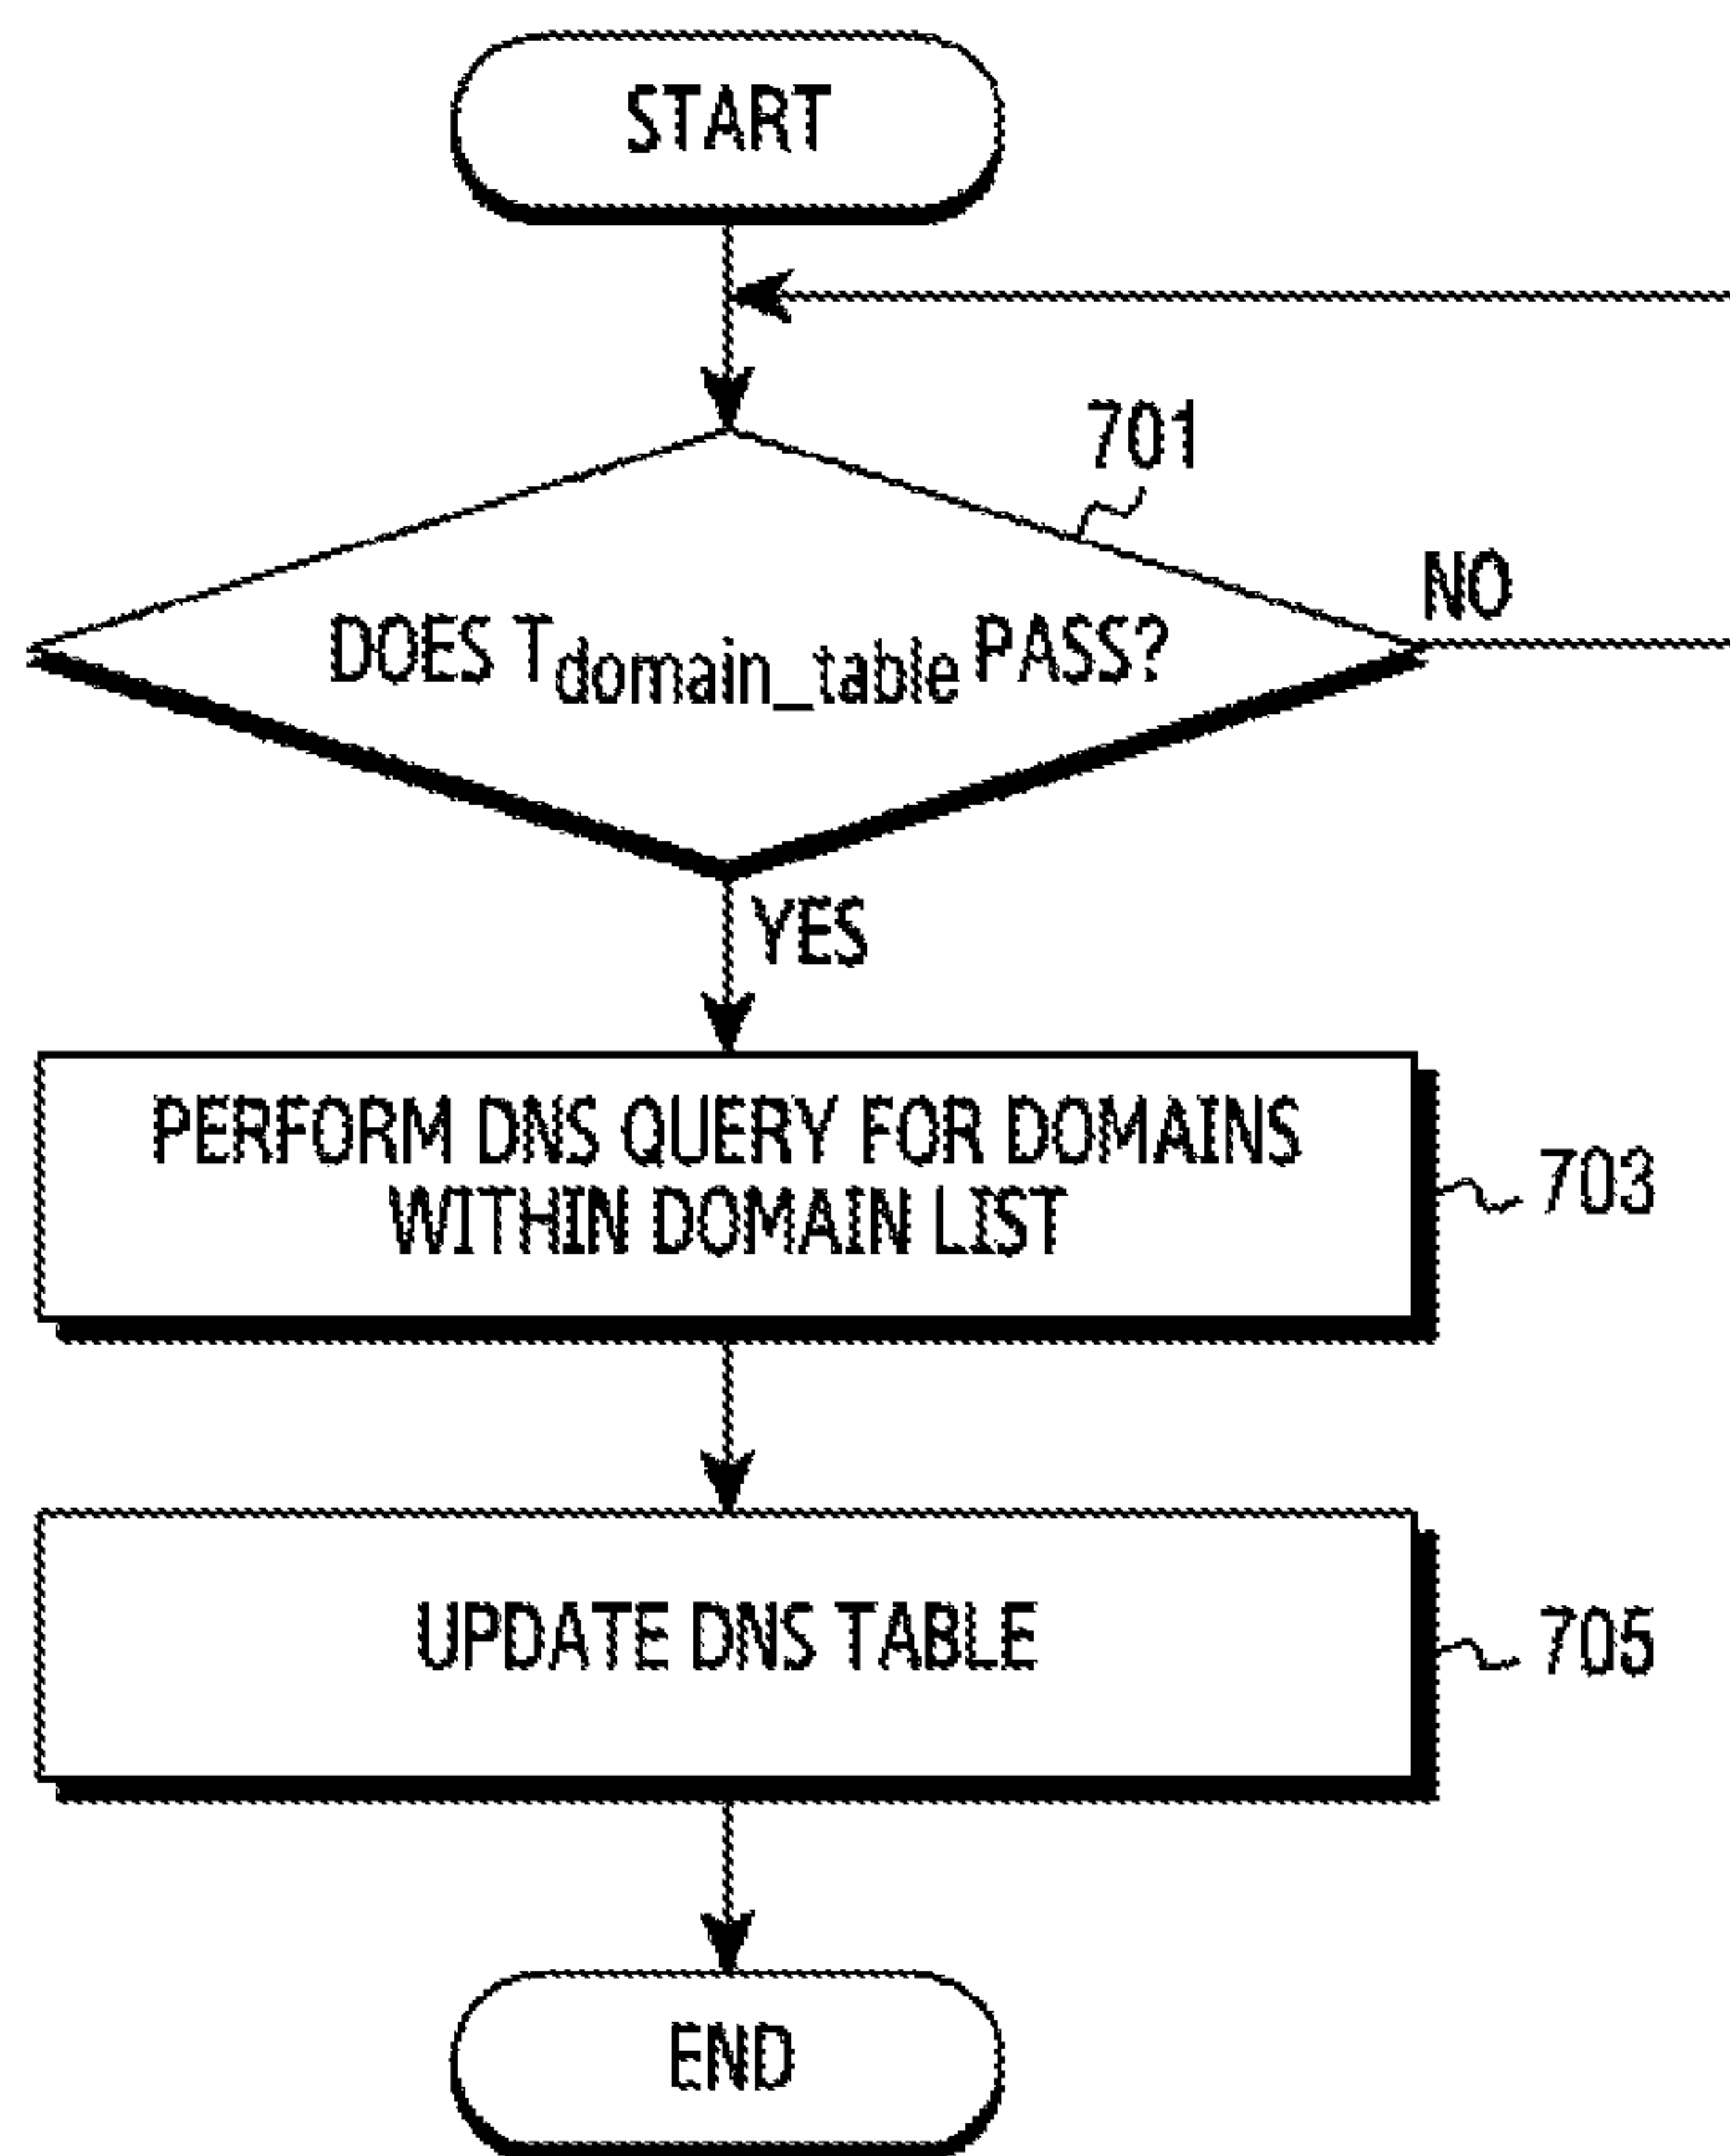 START
701
NO
DOES Tdomain_table PASS?
YES
PERFORM DNS QUERY FOR DOMAINS
WITHIN DOMAIN LIST
703
UPDATE DNS TABLE
705
END